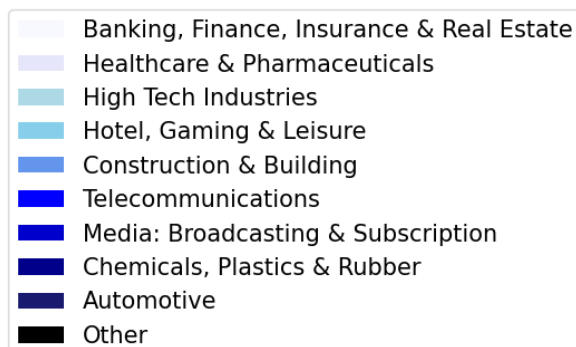 Banking, Finance, Insurance & Real Estate
Healthcare & Pharmaceuticals
High Tech Industries
Hotel, Gaming & Leisure
Construction & Building
Telecommunications
Media: Broadcasting & Subscription
Chemicals, Plastics & Rubber
Automotive
Other